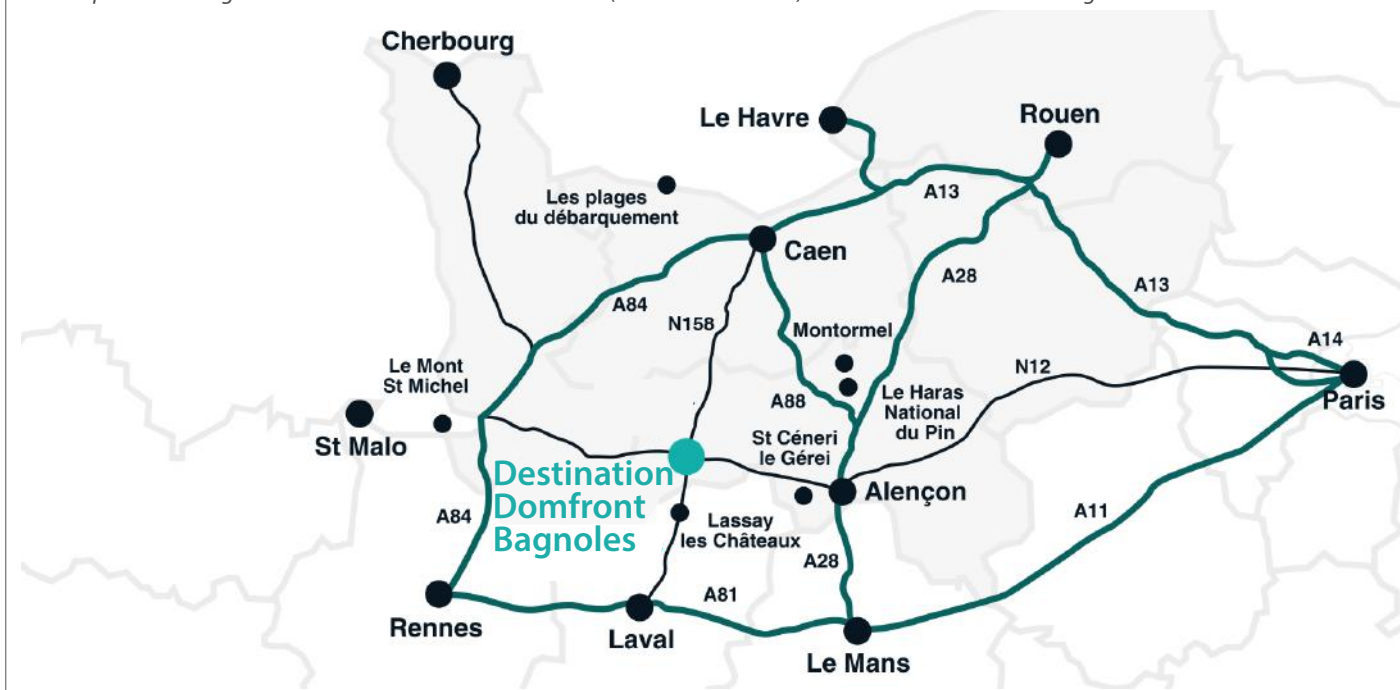 Cherbourg
Le Havre
Rouen
Les plages
du débarquement
A13
Caen
A28
A84
N158
A13
Montormel
A14
Le Mont
St Michel
N12
Paris
A88
Le Haras
National
du Pin
St Malo
St Céneri
le Gérei
Destination
Domfront
Bagnoles
Alençon
A84
Lassay
les Châteaux
A11
A28
A81
Rennes
Laval
Le Mans